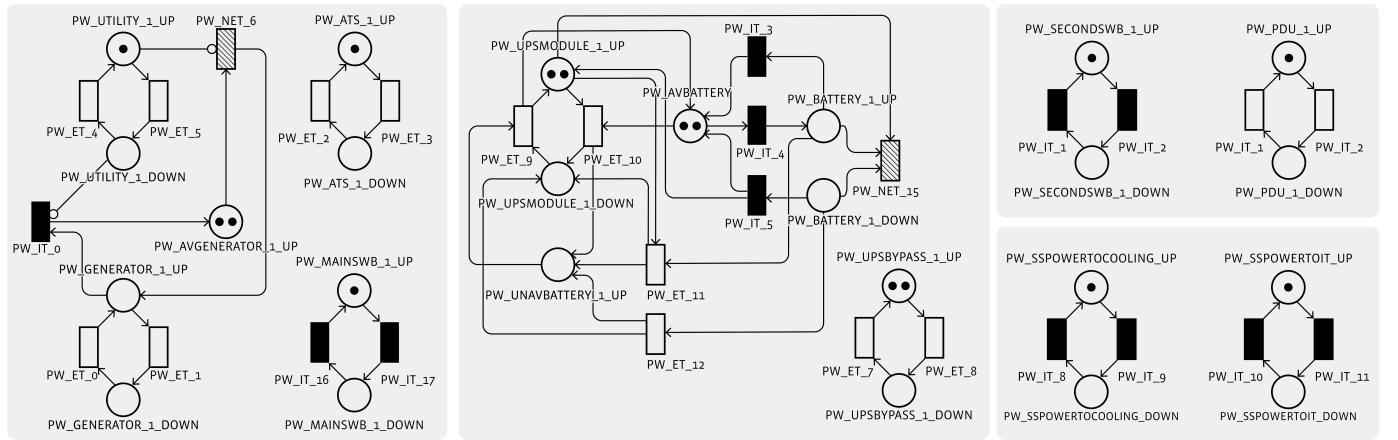 PW_UTILITY_1_UP
PW_NET_6
PW_ATS_1_UP
PW_ET_4
PW_ET_5
PW_ET_2
PW_ET_3
PW_UTILITY_1_DOWN
PW_ATS_1_DOWN
PW_IT_0
PW_AVGENERATOR_1_UP
PW_GENERATOR_1_UP
PW_MAINSWB_1_UP
PW_ET_0
PW_ET_1
PW_IT_16
PW_IT_17
PW_GENERATOR_1_DOWN
PW_MAINSWB_1_DOWN
PW_UPSMODULE_1_UP
PW_IT_3
PW_AVBATTERY
PW_BATTERY_1_UP
PW_ET_9
PW_ET_10
PW_IT_4
PW_NET_15
PW_UPSMODULE_1_DOWN
PW_IT_5
PW_BATTERY_1_DOWN
PW_UNAVBATTERY_1_UP
PW_ET_11
PW_UPSBYPASS_1_UP
PW_ET_12
PW_ET_7
PW_ET_8
PW_UPSBYPASS_1_DOWN
PW_SECONDSWB_1_UP
PW_PDU_1_UP
PW_IT_1
PW_IT_2
PW_IT_1
PW_IT_2
PW_SECONDSWB_1_DOWN
PW_PDU_1_DOWN
PW_SSPOWERTOCOOLING_UP
PW_SSPOWERTOIT_UP
PW_IT_8
PW_IT_9
PW_IT_10
PW_IT_11
PW_SSPOWERTOCOOLING_DOWN
PW_SSPOWERTOIT_DOWN